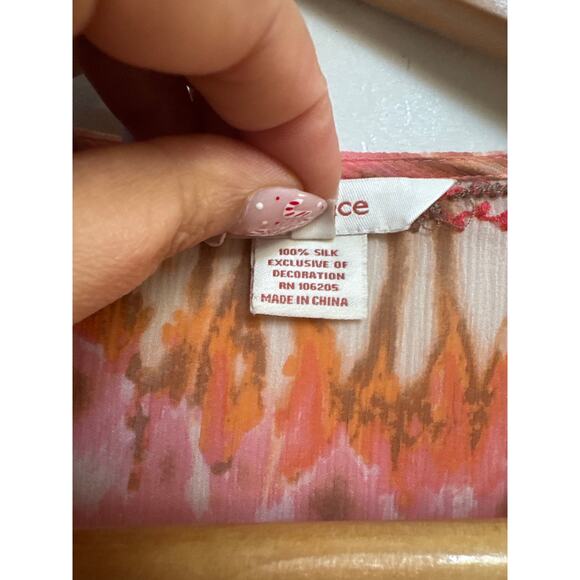 ce
100% SILK
EXCLUSIVE OF
DECORATION
RN 106205
MADE IN CHINA